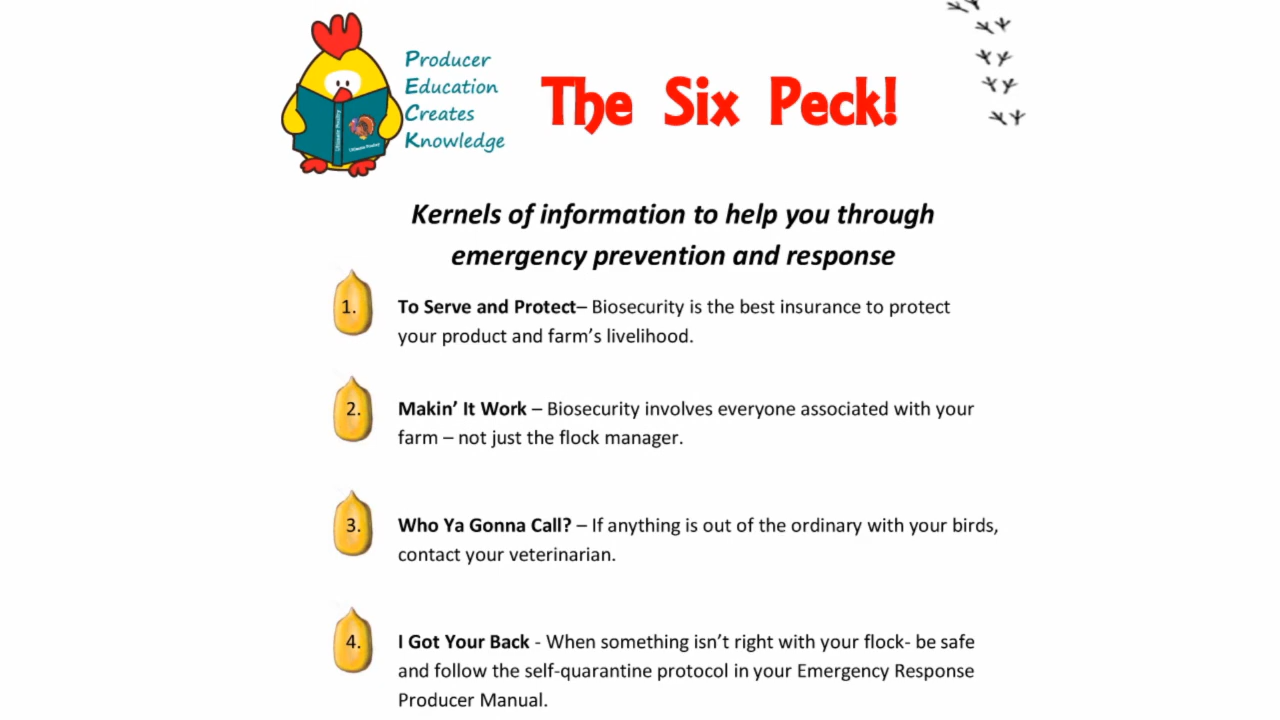 Producer
Education
Creates
Knowledge
The Six Peck!
Kernels of information to help you through
emergency prevention and response
1. To Serve and Protect– Biosecurity is the best insurance to protect
your product and farm’s livelihood.
2. Makin’ It Work – Biosecurity involves everyone associated with your
farm – not just the flock manager.
3. Who Ya Gonna Call? – If anything is out of the ordinary with your birds,
contact your veterinarian.
4. I Got Your Back - When something isn’t right with your flock- be safe
and follow the self-quarantine protocol in your Emergency Response
Producer Manual.